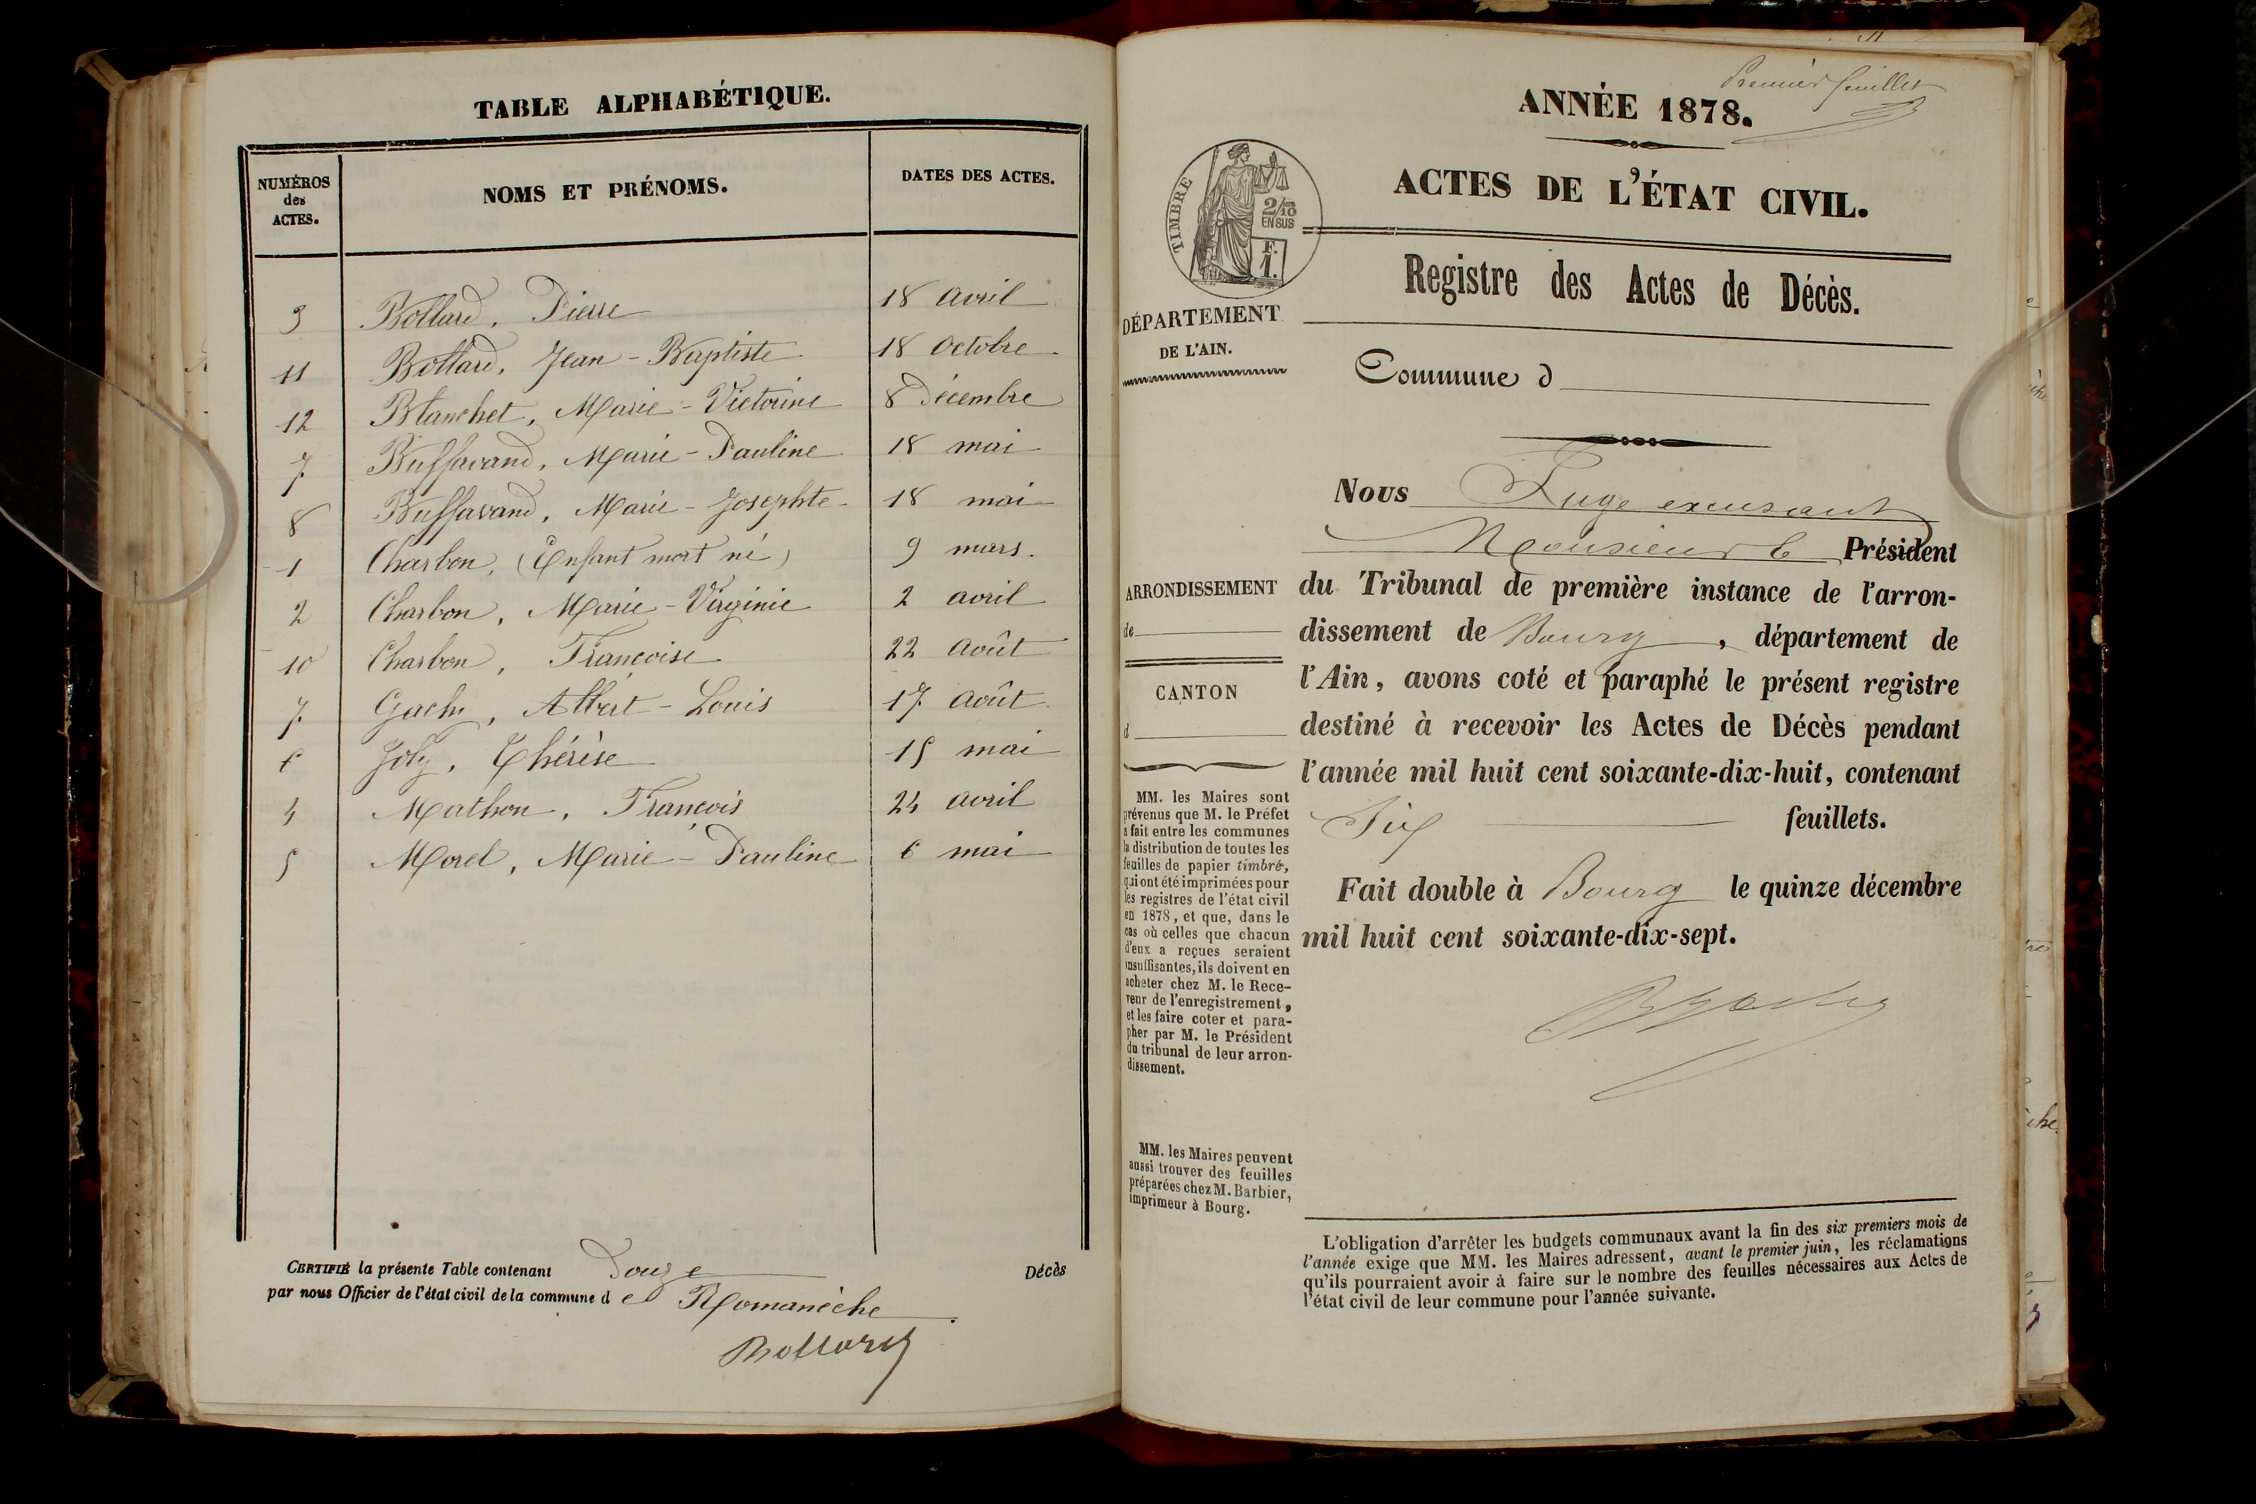 TABLE ALPHABÉTIQUE.
NUMÉROS des ACTES.
NOMS ET PRÉNOMS.
DATES DES ACTES.
3 Bollard, Pierre 18 avril
11 Bollard, Jean-Baptiste 18 Octobre
12 Blanchet, Marie-Victorine 8 Décembre
7 Buffavand, Marie-Pauline 18 mai
8 Buffavand, Marie-Josephte 18 mai
1 Charbon, (Enfant mort né) 9 mars.
2 Charbon, Marie-Virginie 2 avril
10 Charbon, Françoise 22 Août
7 Albert-Louis 17 Août
6 Joly, Thérèse 15 mai
4 Mathon, François 24 avril
5 Morel, Marie-Pauline 6 mai
CERTIFIÉ la présente Table contenant Douze Décès
par nous Officier de l'état civil de la commune de Romanèche
Bollard
Premier feuillet
ANNÉE 1878.
TIMBRE
2/10 EN SUS
F. 1.
ACTES DE L'ÉTAT CIVIL.
Registre des Actes de Décès.
DÉPARTEMENT
DE L'AIN.
Commune d
Nous Juge
Monsieur le Président
ARRONDISSEMENT
de
CANTON
d
du Tribunal de première instance de l'arron-
dissement de Bourg, département de
l'Ain, avons coté et paraphé le présent registre
destiné à recevoir les Actes de Décès pendant
l'année mil huit cent soixante-dix-huit, contenant
Six feuillets.
Fait double à Bourg le quinze décembre
mil huit cent soixante-dix-sept.
MM. les Maires sont
prévenus que M. le Préfet
a fait entre les communes
la distribution de toutes les
feuilles de papier timbré,
qui ont été imprimées pour
les registres de l'état civil
en 1878, et que, dans le
cas où celles que chacun
d'eux a reçues seraient
insuffisantes, ils doivent en
acheter chez M. le Rece-
veur de l'enregistrement,
et les faire coter et para-
pher par M. le Président
du tribunal de leur arron-
dissement.
MM. les Maires peuvent
aussi trouver des feuilles
préparées chez M. Barbier,
imprimeur à Bourg.
L'obligation d'arrêter les budgets communaux avant la fin des six premiers mois de
l'année exige que MM. les Maires adressent, avant le premier juin, les réclamations
qu'ils pourraient avoir à faire sur le nombre des feuilles nécessaires aux Actes de
l'état civil de leur commune pour l'année suivante.